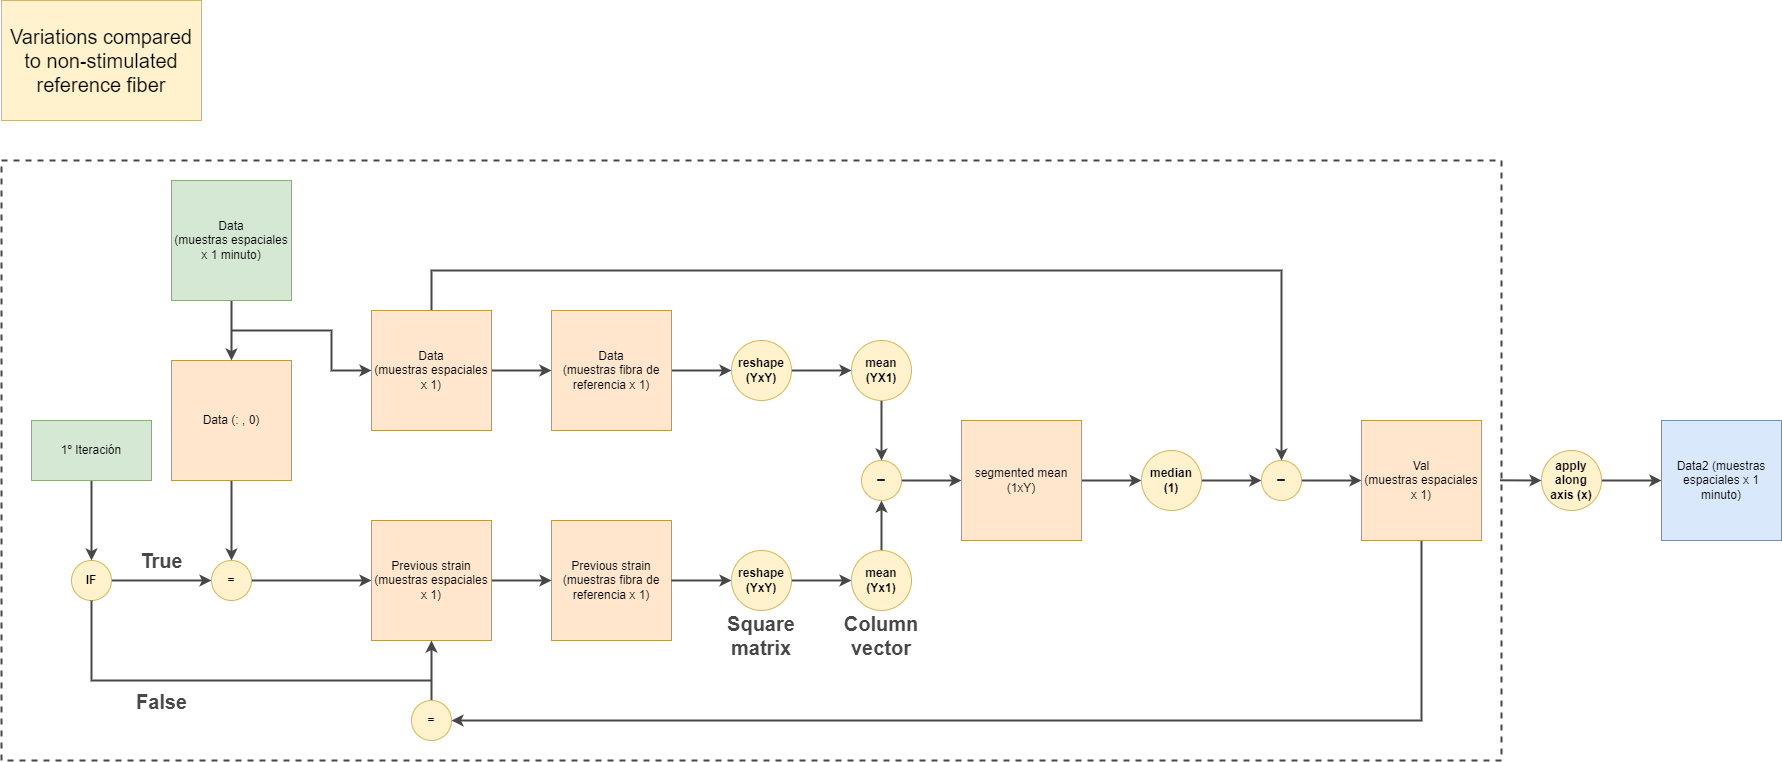 Variations compared
to non-stimulated
reference fiber
Data
(muestras espaciales
x 1 minuto)
Data
(muestras espaciales
x 1)
Data
(muestras fibra de
referencia x 1)
reshape
(YxY)
mean
(YX1)
Data (: , 0)
1º Iteración
−
segmented mean
(1xY)
median
(1)
−
Val
(muestras espaciales
x 1)
apply
along
axis (x)
Data2 (muestras
espaciales x 1
minuto)
IF
True
=
Previous strain
(muestras espaciales
x 1)
Previous strain
(muestras fibra de
referencia x 1)
reshape
(YxY)
mean
(Yx1)
Square
matrix
Column
vector
False
=